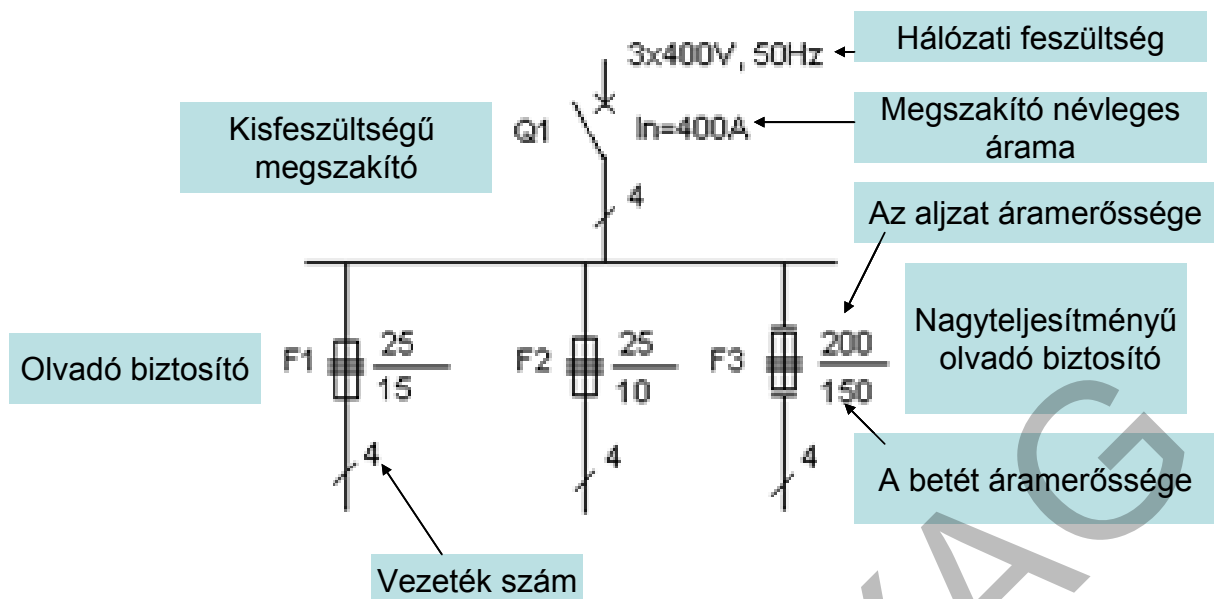 3x400V, 50Hz
Hálózati feszültség
Kisfeszültségű
megszakító
Q1
In=400A
Megszakító névleges
árama
4
Az aljzat áramerőssége
Olvadó biztosító
F1
25
15
F2
25
10
F3
200
150
Nagyteljesítményű
olvadó biztosító
4
4
4
A betét áramerőssége
Vezeték szám